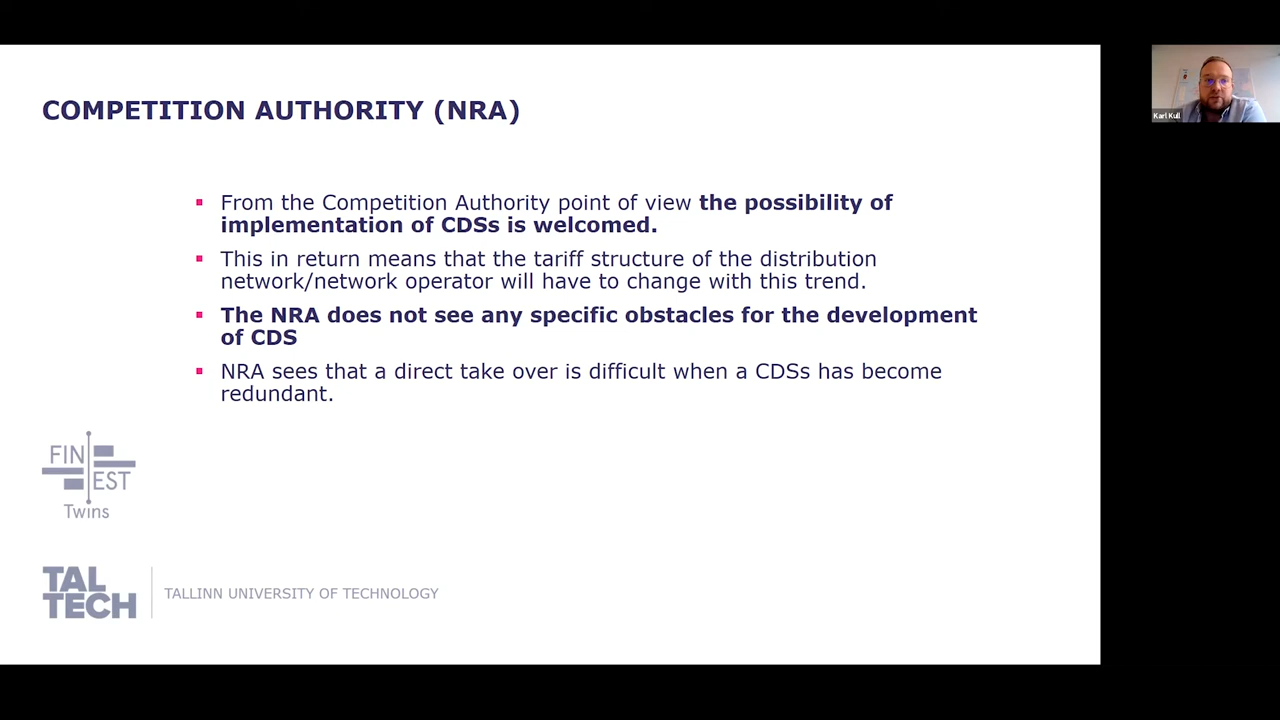 COMPETITION AUTHORITY (NRA)
From the Competition Authority point of view the possibility of
implementation of CDSs is welcomed.
This in return means that the tariff structure of the distribution
network/network operator will have to change with this trend.
The NRA does not see any specific obstacles for the development
of CDS
NRA sees that a direct take over is difficult when a CDSs has become
redundant.
FIN
EST
Twins
TAL
TECH
TALLINN UNIVERSITY OF TECHNOLOGY
Karl Kull